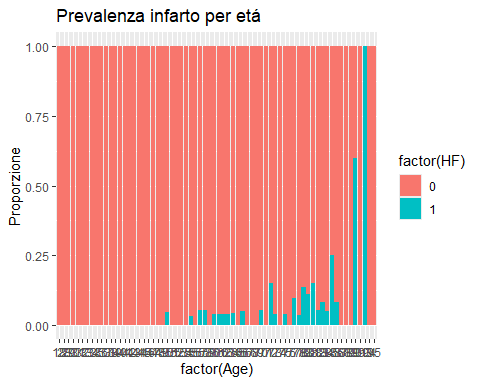 Prevalenza infarto per etá
1.00
0.75
0.50
0.25
0.00
Proporzione
factor(Age)
factor(HF)
0
1